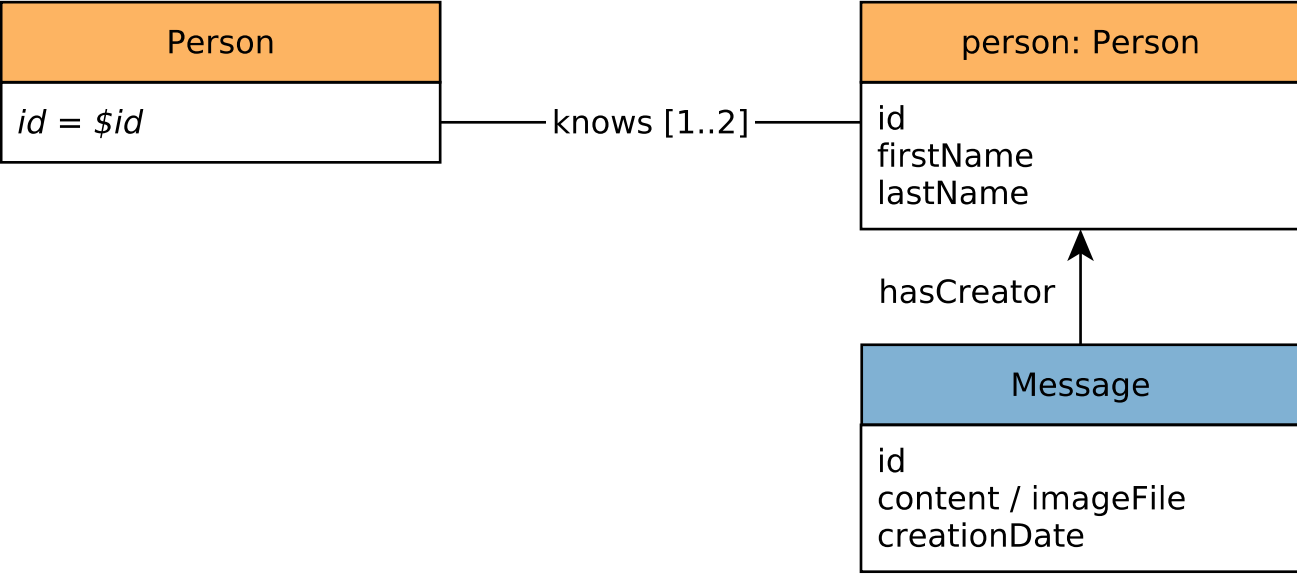 Person
id = $id
knows [1..2]
person: Person
id
firstName
lastName
hasCreator
Message
id
content / imageFile
creationDate